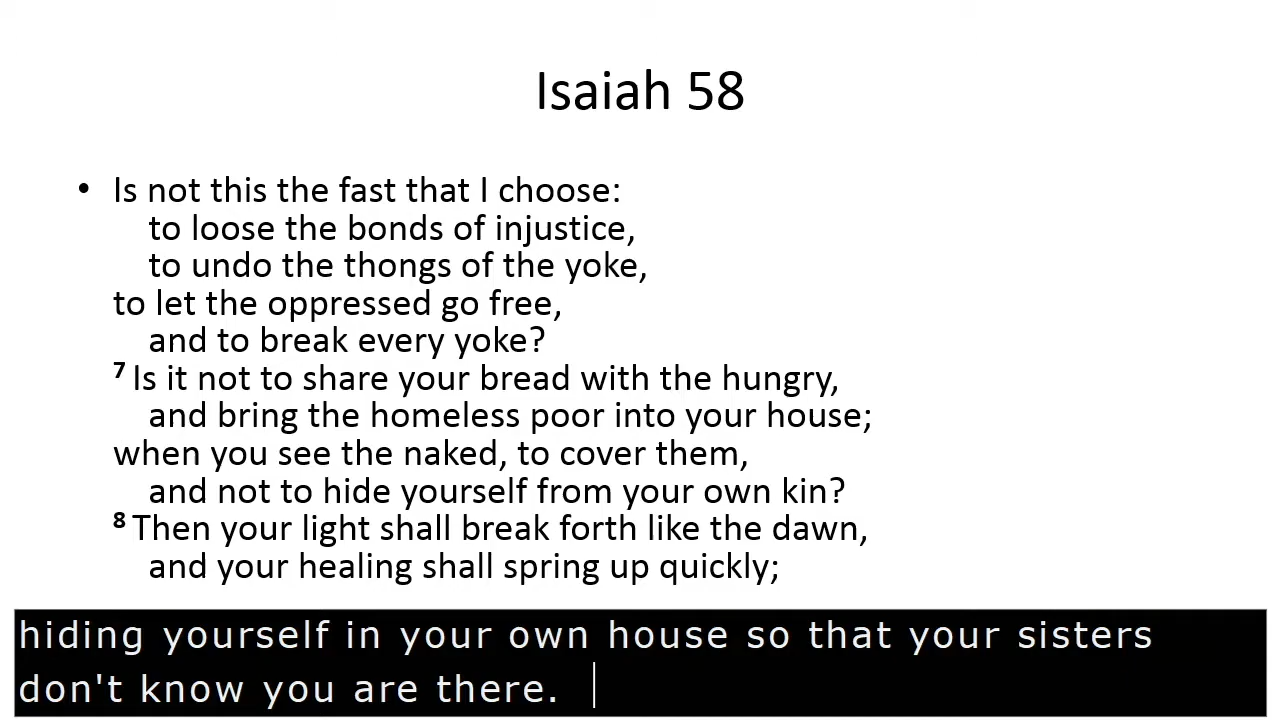 Isaiah 58
• Is not this the fast that I choose:
to loose the bonds of injustice,
to undo the thongs of the yoke,
to let the oppressed go free,
and to break every yoke?
7 Is it not to share your bread with the hungry,
and bring the homeless poor into your house;
when you see the naked, to cover them,
and not to hide yourself from your own kin?
8 Then your light shall break forth like the dawn,
and your healing shall spring up quickly;
hiding yourself in your own house so that your sisters
don't know you are there.